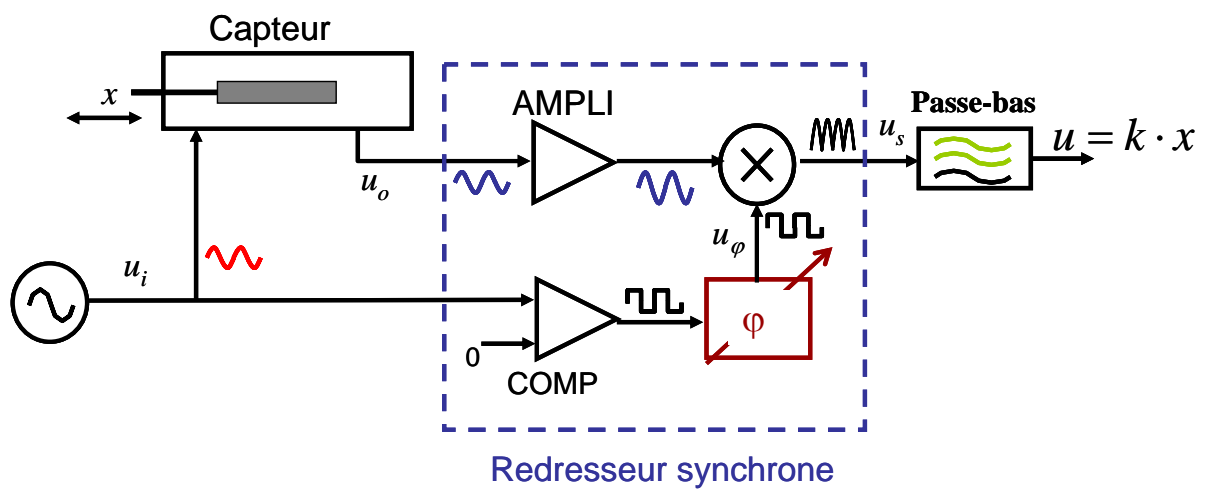 Capteur
x
AMPLI
Passe-bas
u_s
u = k · x
u_o
u_φ
u_i
φ
0
COMP
Redresseur synchrone